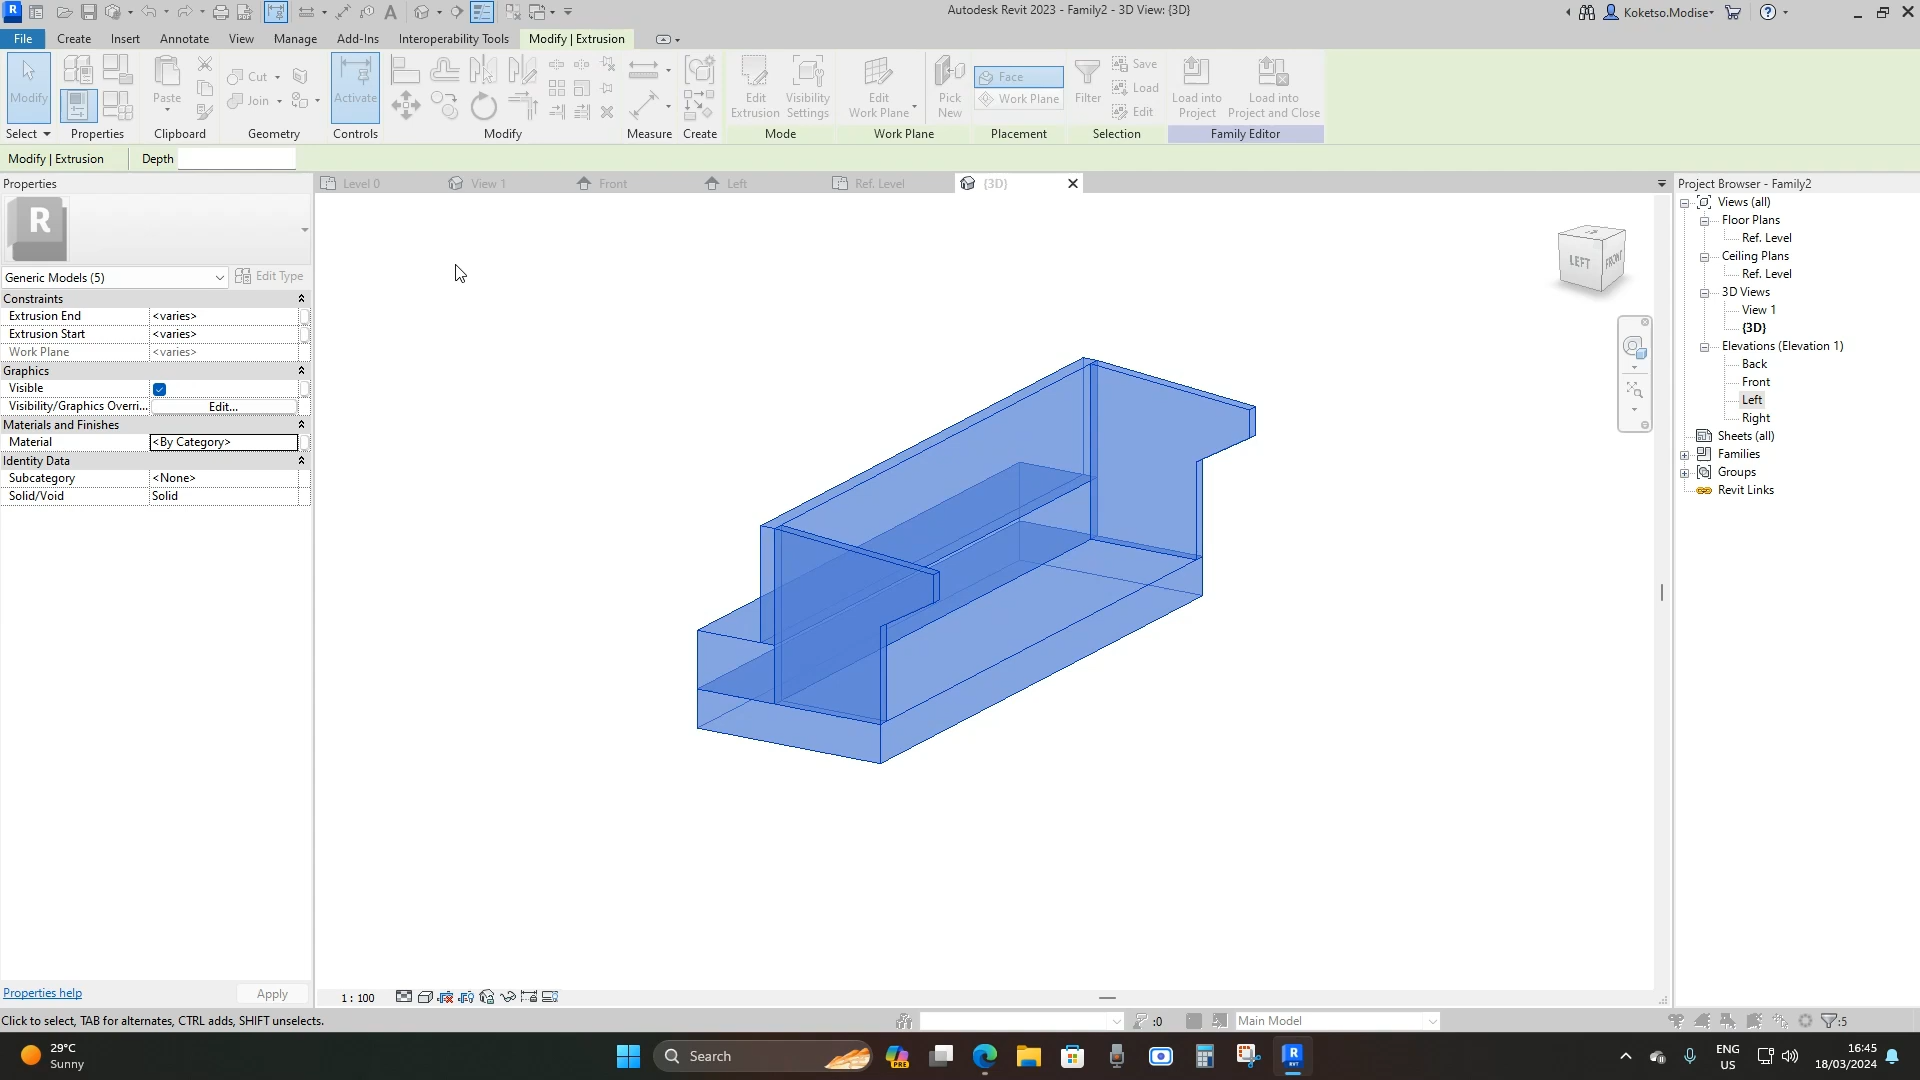 Autodesk Revit 2023 - Family2 - 3D View: {3D}
Koketso.Modise
File
Create
Insert
Annotate
View
Manage
Add-Ins
Interoperability Tools
Modify | Extrusion
Modify
Select
Properties
Paste
Clipboard
Cut
Join
Geometry
Activate
Controls
Modify
Measure
Create
Edit
Extrusion
Visibility
Settings
Mode
Edit
Work Plane
Work Plane
Pick
New
Face
Work Plane
Placement
Filter
Save
Load
Edit
Selection
Load into
Project
Load into
Project and Close
Family Editor
Modify | Extrusion
Depth
Properties
Level 0
View 1
Front
Left
Ref. Level
{3D}
Project Browser - Family2
R
Generic Models (5)
Edit Type
Constraints
Extrusion End <varies>
Extrusion Start <varies>
Work Plane <varies>
Graphics
Visible
Visibility/Graphics Overri... Edit...
Materials and Finishes
Material <By Category>
Identity Data
Subcategory <None>
Solid/Void Solid
LEFT
FRONT
Views (all)
Floor Plans
Ref. Level
Ceiling Plans
Ref. Level
3D Views
View 1
{3D}
Elevations (Elevation 1)
Back
Front
Left
Right
Sheets (all)
Families
Groups
Revit Links
Properties help
Apply
1 : 100
Click to select, TAB for alternates, CTRL adds, SHIFT unselects.
:0
Main Model
:5
29°C
Sunny
Search
PRE
R
ENG
US
16:45
18/03/2024